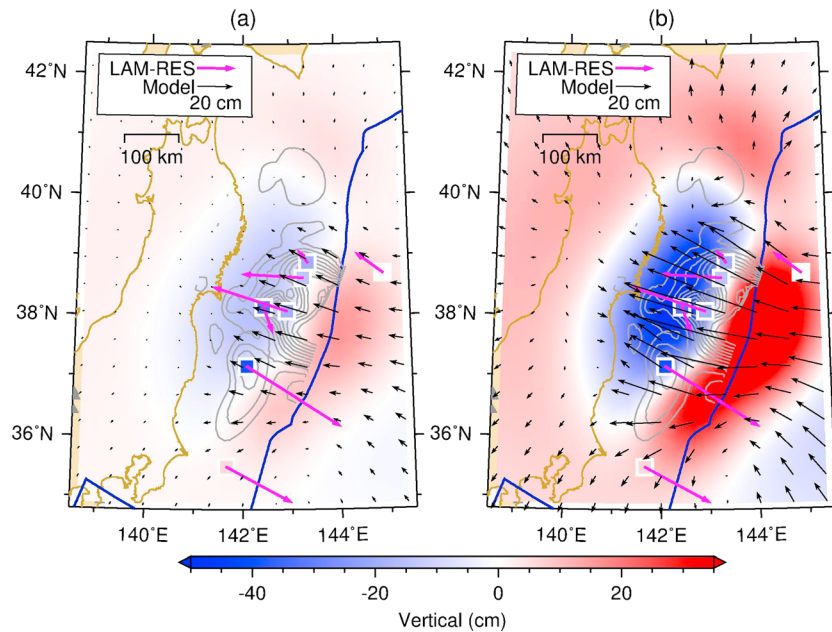 (a)
(b)
LAM-RES
Model
20 cm
100 km
LAM-RES
Model
20 cm
100 km
42˚N
40˚N
38˚N
36˚N
42˚N
40˚N
38˚N
36˚N
140˚E 142˚E 144˚E
140˚E 142˚E 144˚E
-40 -20 0 20
Vertical (cm)